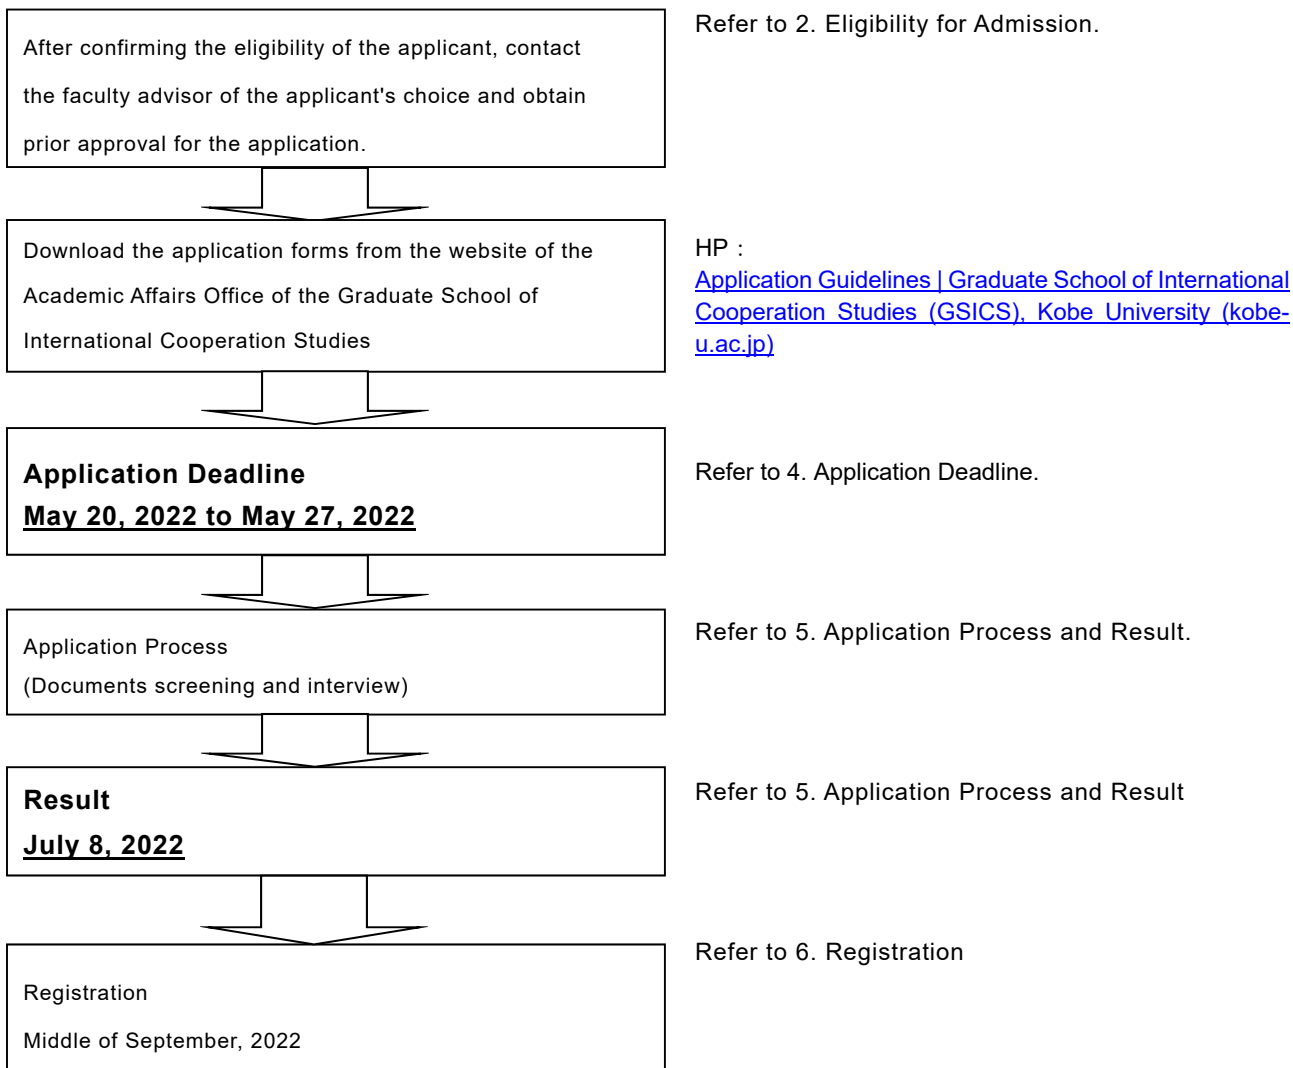 After confirming the eligibility of the applicant, contact
the faculty advisor of the applicant's choice and obtain
prior approval for the application.
Refer to 2. Eligibility for Admission.
Download the application forms from the website of the
Academic Affairs Office of the Graduate School of
International Cooperation Studies
HP：
Application Guidelines | Graduate School of International
Cooperation Studies (GSICS), Kobe University (kobe-
u.ac.jp)
Application Deadline
May 20, 2022 to May 27, 2022
Refer to 4. Application Deadline.
Application Process
(Documents screening and interview)
Refer to 5. Application Process and Result.
Result
July 8, 2022
Refer to 5. Application Process and Result
Registration
Middle of September, 2022
Refer to 6. Registration